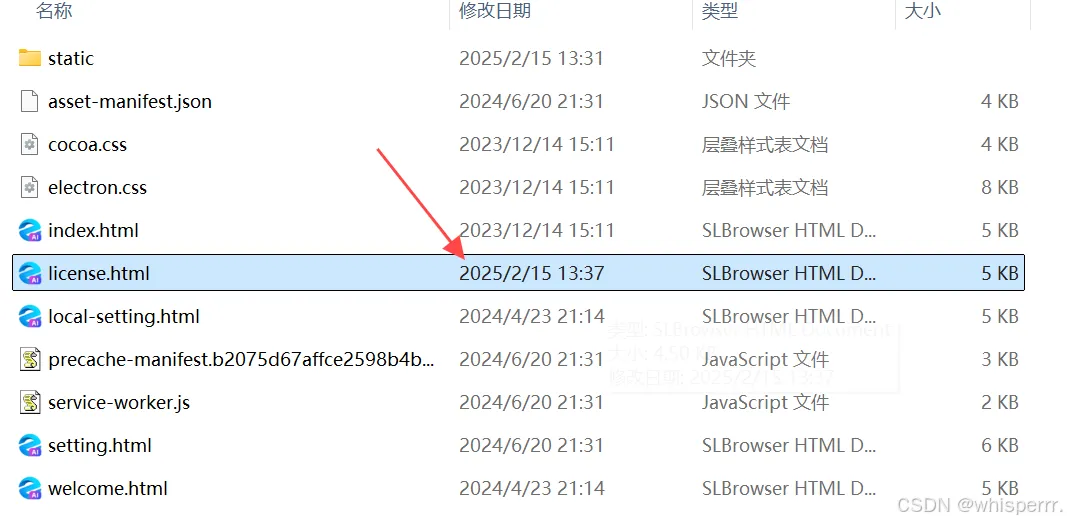 名称 修改日期 类型 大小
static 2025/2/15 13:31 文件夹
asset-manifest.json 2024/6/20 21:31 JSON 文件 4 KB
cocoa.css 2023/12/14 15:11 层叠样式表文档 4 KB
electron.css 2023/12/14 15:11 层叠样式表文档 8 KB
index.html 2023/12/14 15:11 SLBrowser HTML D... 5 KB
license.html 2025/2/15 13:37 SLBrowser HTML D... 5 KB
local-setting.html 2024/4/23 21:14 SLBrowser HTML D... 5 KB
类型: SLBrowser HTML Document
precache-manifest.b2075d67affce2598b4b... 2024/6/20 21:31 JavaScript 文件 3 KB
大小: 4.50 KB
修改日期: 2025/2/15 13:37
service-worker.js 2024/6/20 21:31 JavaScript 文件 2 KB
setting.html 2024/6/20 21:31 SLBrowser HTML D... 6 KB
welcome.html 2024/4/23 21:14 SLBrowser HTML D... 5 KB
CSDN @whisperrr.